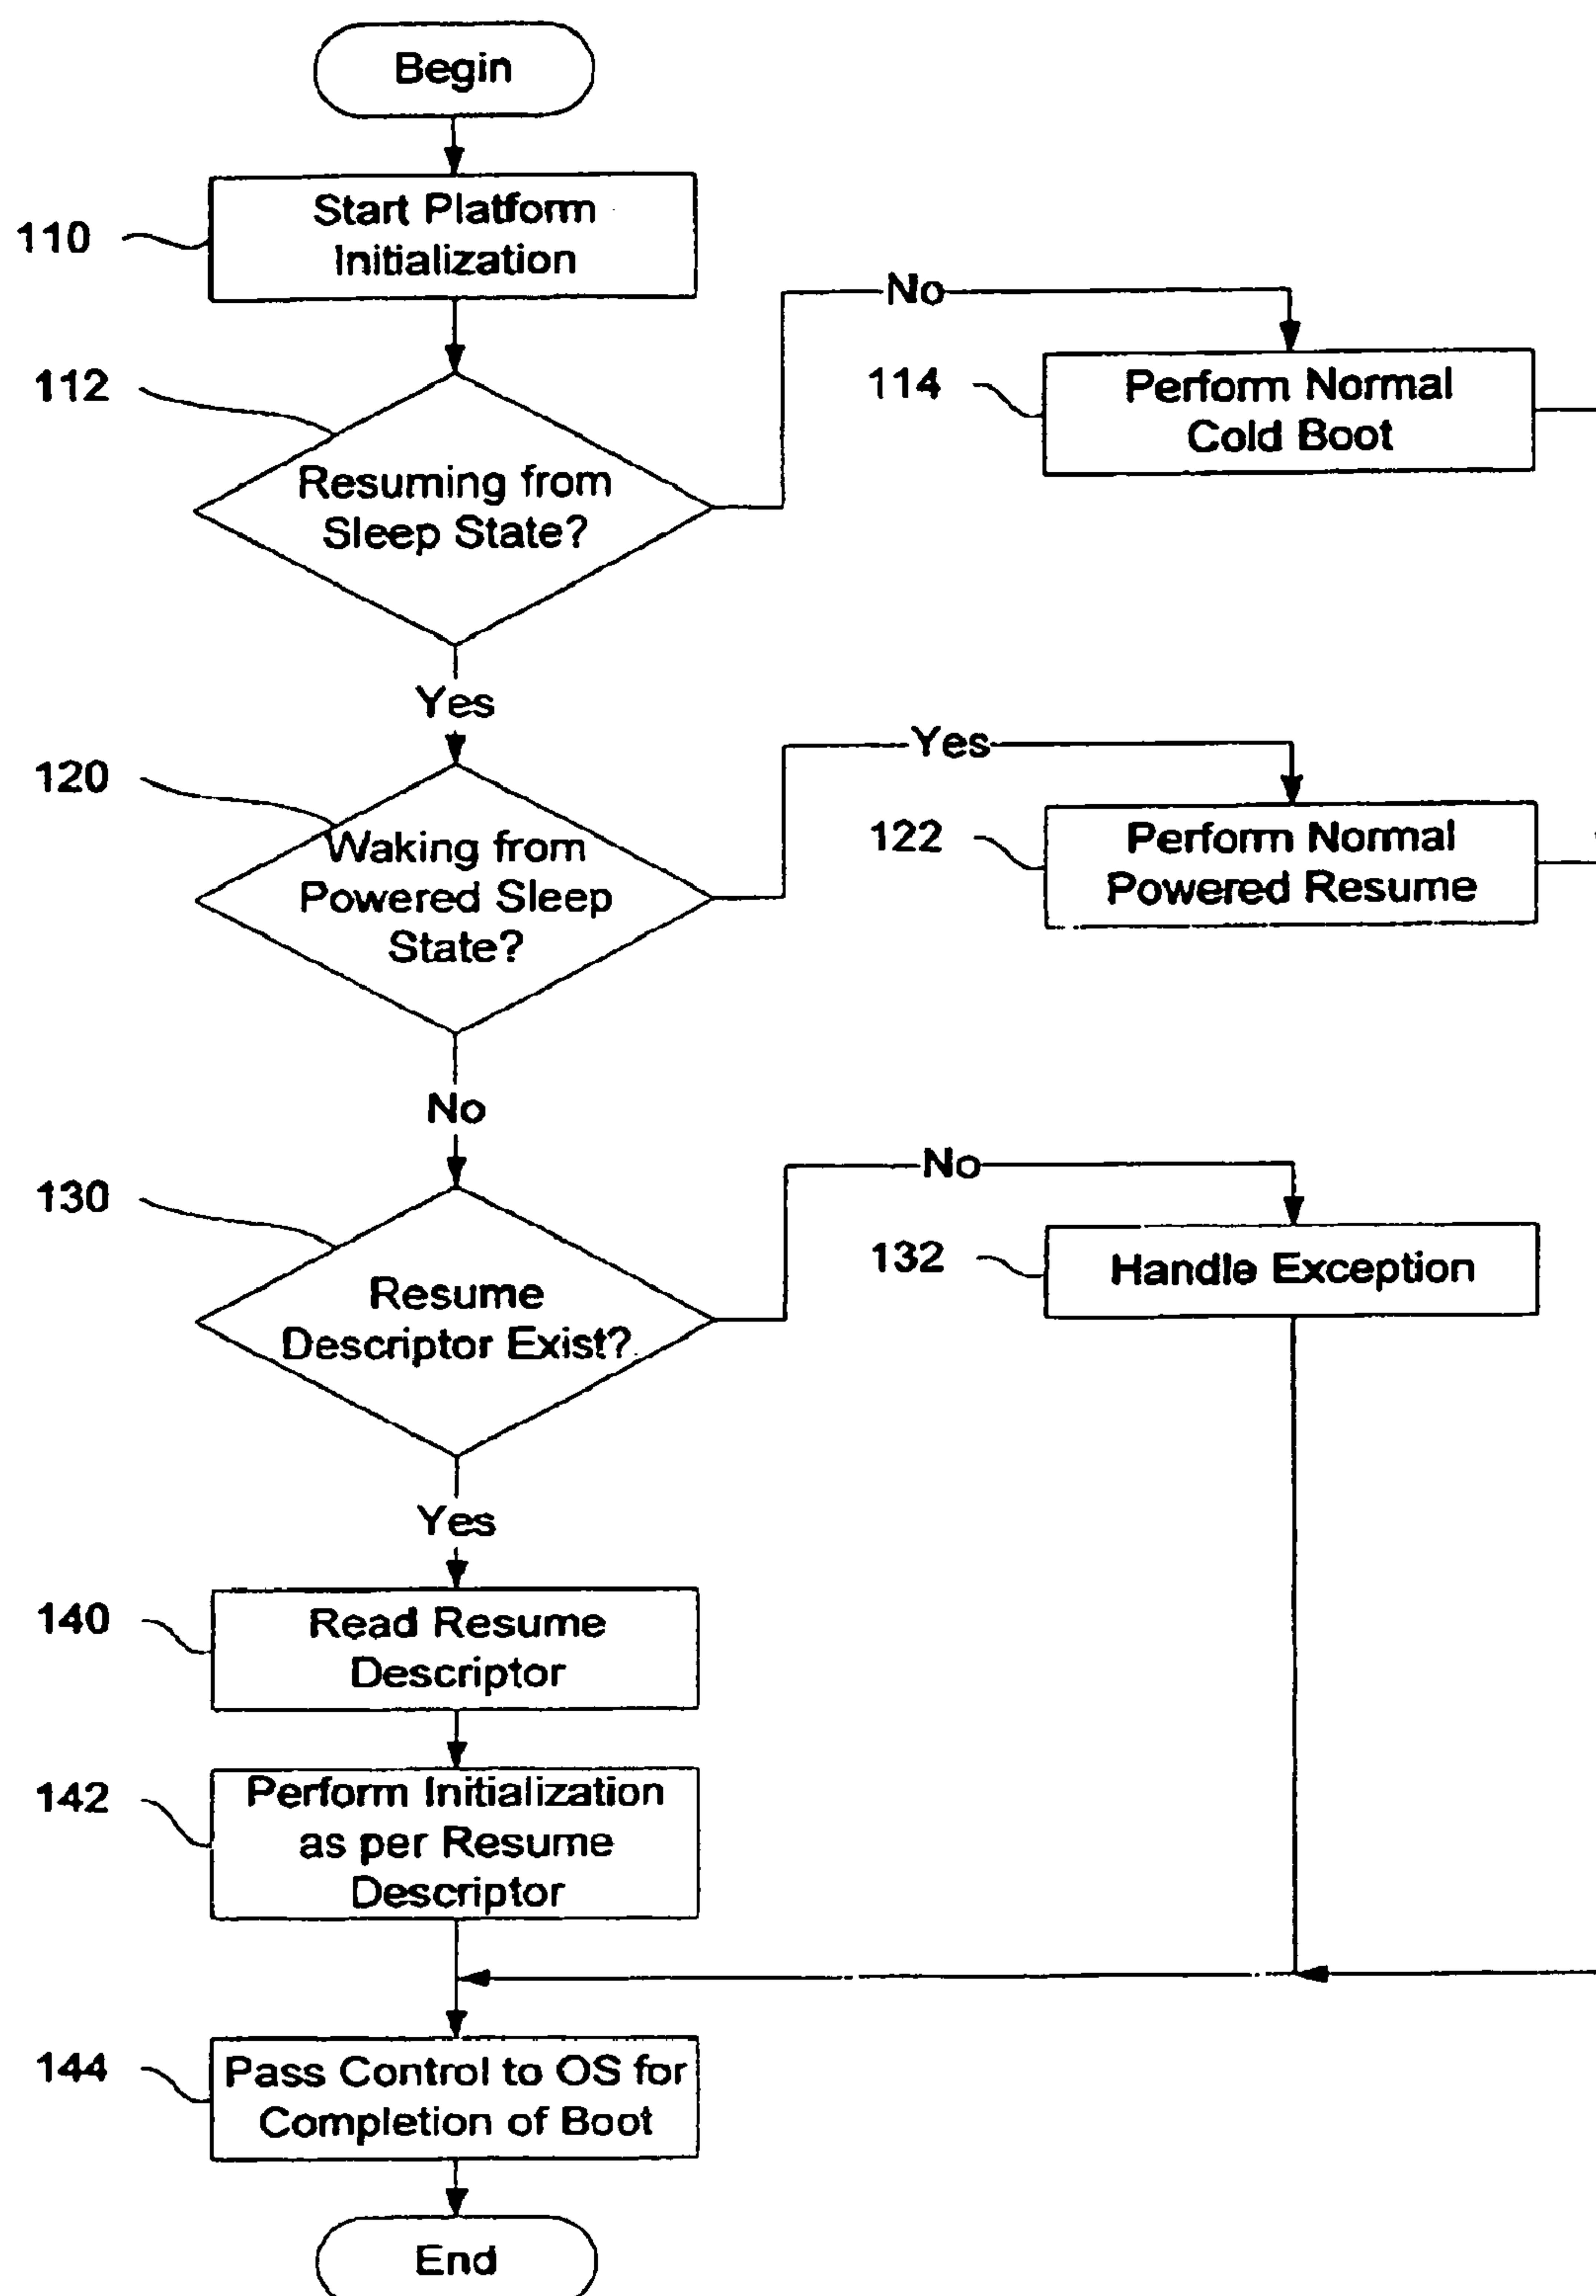 Begin
110
Start Platform
Initialization
112
Resuming from
Sleep State?
No
114
Perform Normal
Cold Boot
Yes
120
Waking from
Powered Sleep
State?
Yes
122
Perform Normal
Powered Resume
No
130
Resume
Descriptor Exist?
No
132
Handle Exception
Yes
140
Read Resume
Descriptor
142
Perform Initialization
as per Resume
Descriptor
144
Pass Control to OS for
Completion of Boot
End